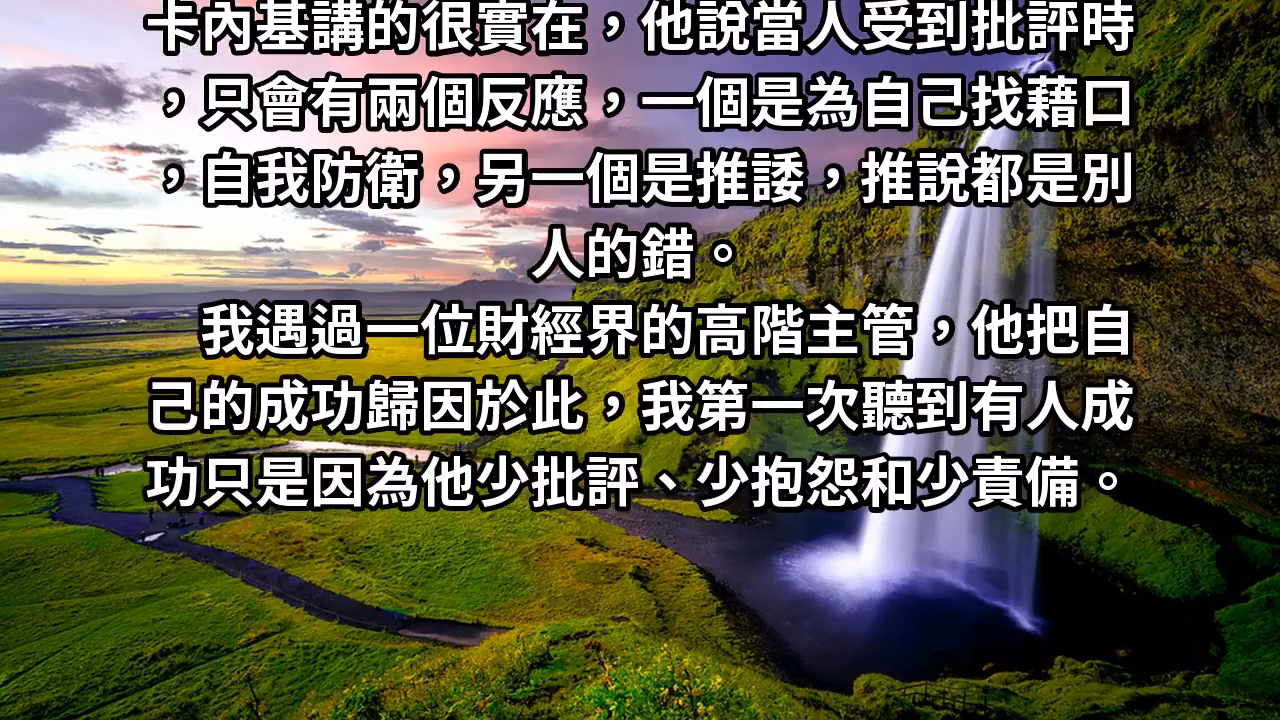 卡內基講的很實在，他說當人受到批評時
，只會有兩個反應，一個是為自己找藉口
，自我防衛，另一個是推諉，推說都是別
人的錯。
我遇過一位財經界的高階主管，他把自
己的成功歸因於此，我第一次聽到有人成
功只是因為他少批評、少抱怨和少責備。